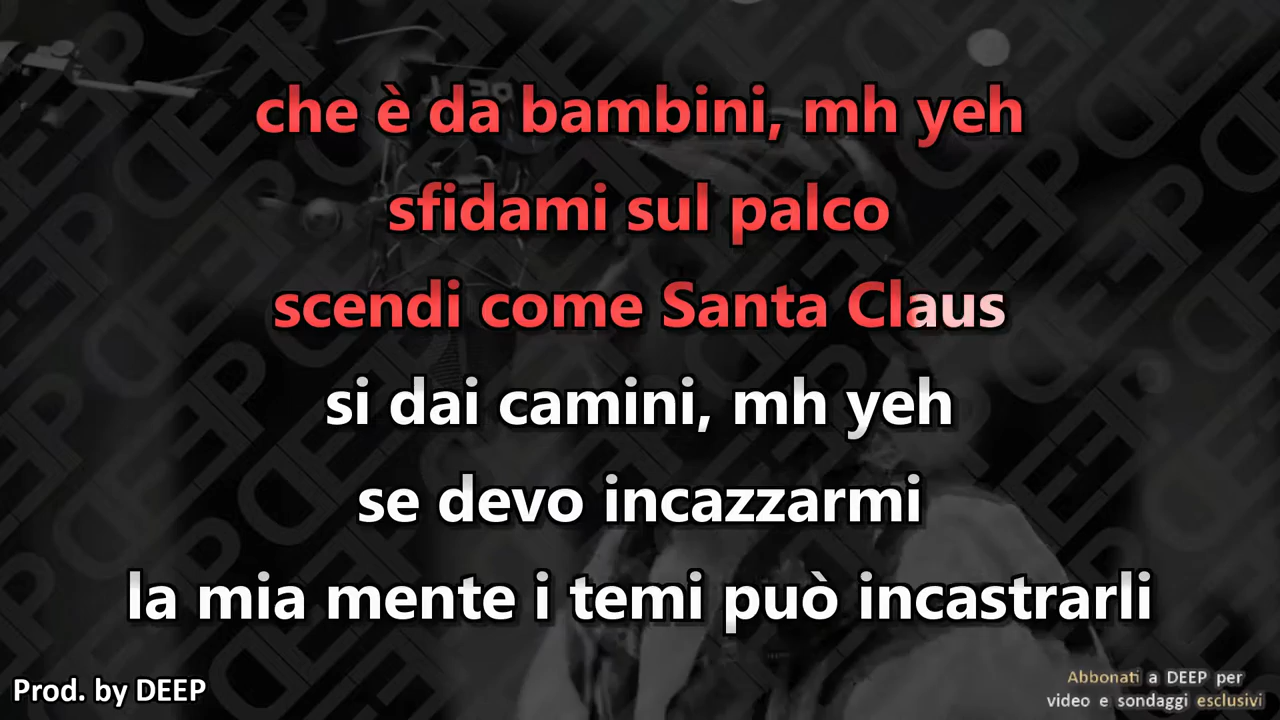 che è da bambini, mh yeh
sfidami sul palco
scendi come Santa Claus
si dai camini, mh yeh
se devo incazzarmi
la mia mente i temi può incastrarli
Prod. by DEEP
Abbonati a DEEP per
video e sondaggi esclusivi